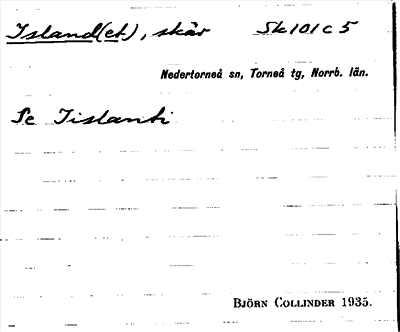 Island(et), skär Sk101c5
Nedertorneå sn, Torneå tg, Norrb. län.
Se Iislanti
BJÖRN COLLINDER 1935.